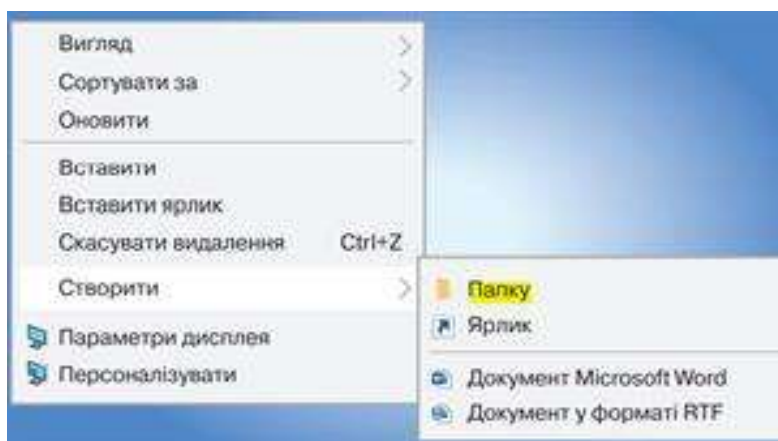 Вигляд
Сортувати за
Оновити
Вставити
Вставити ярлик
Скасувати видалення Ctrl+Z
Створити
Параметри дисплея
Персоналізувати
Папку
Ярлик
Документ Microsoft Word
Документ у форматі RTF